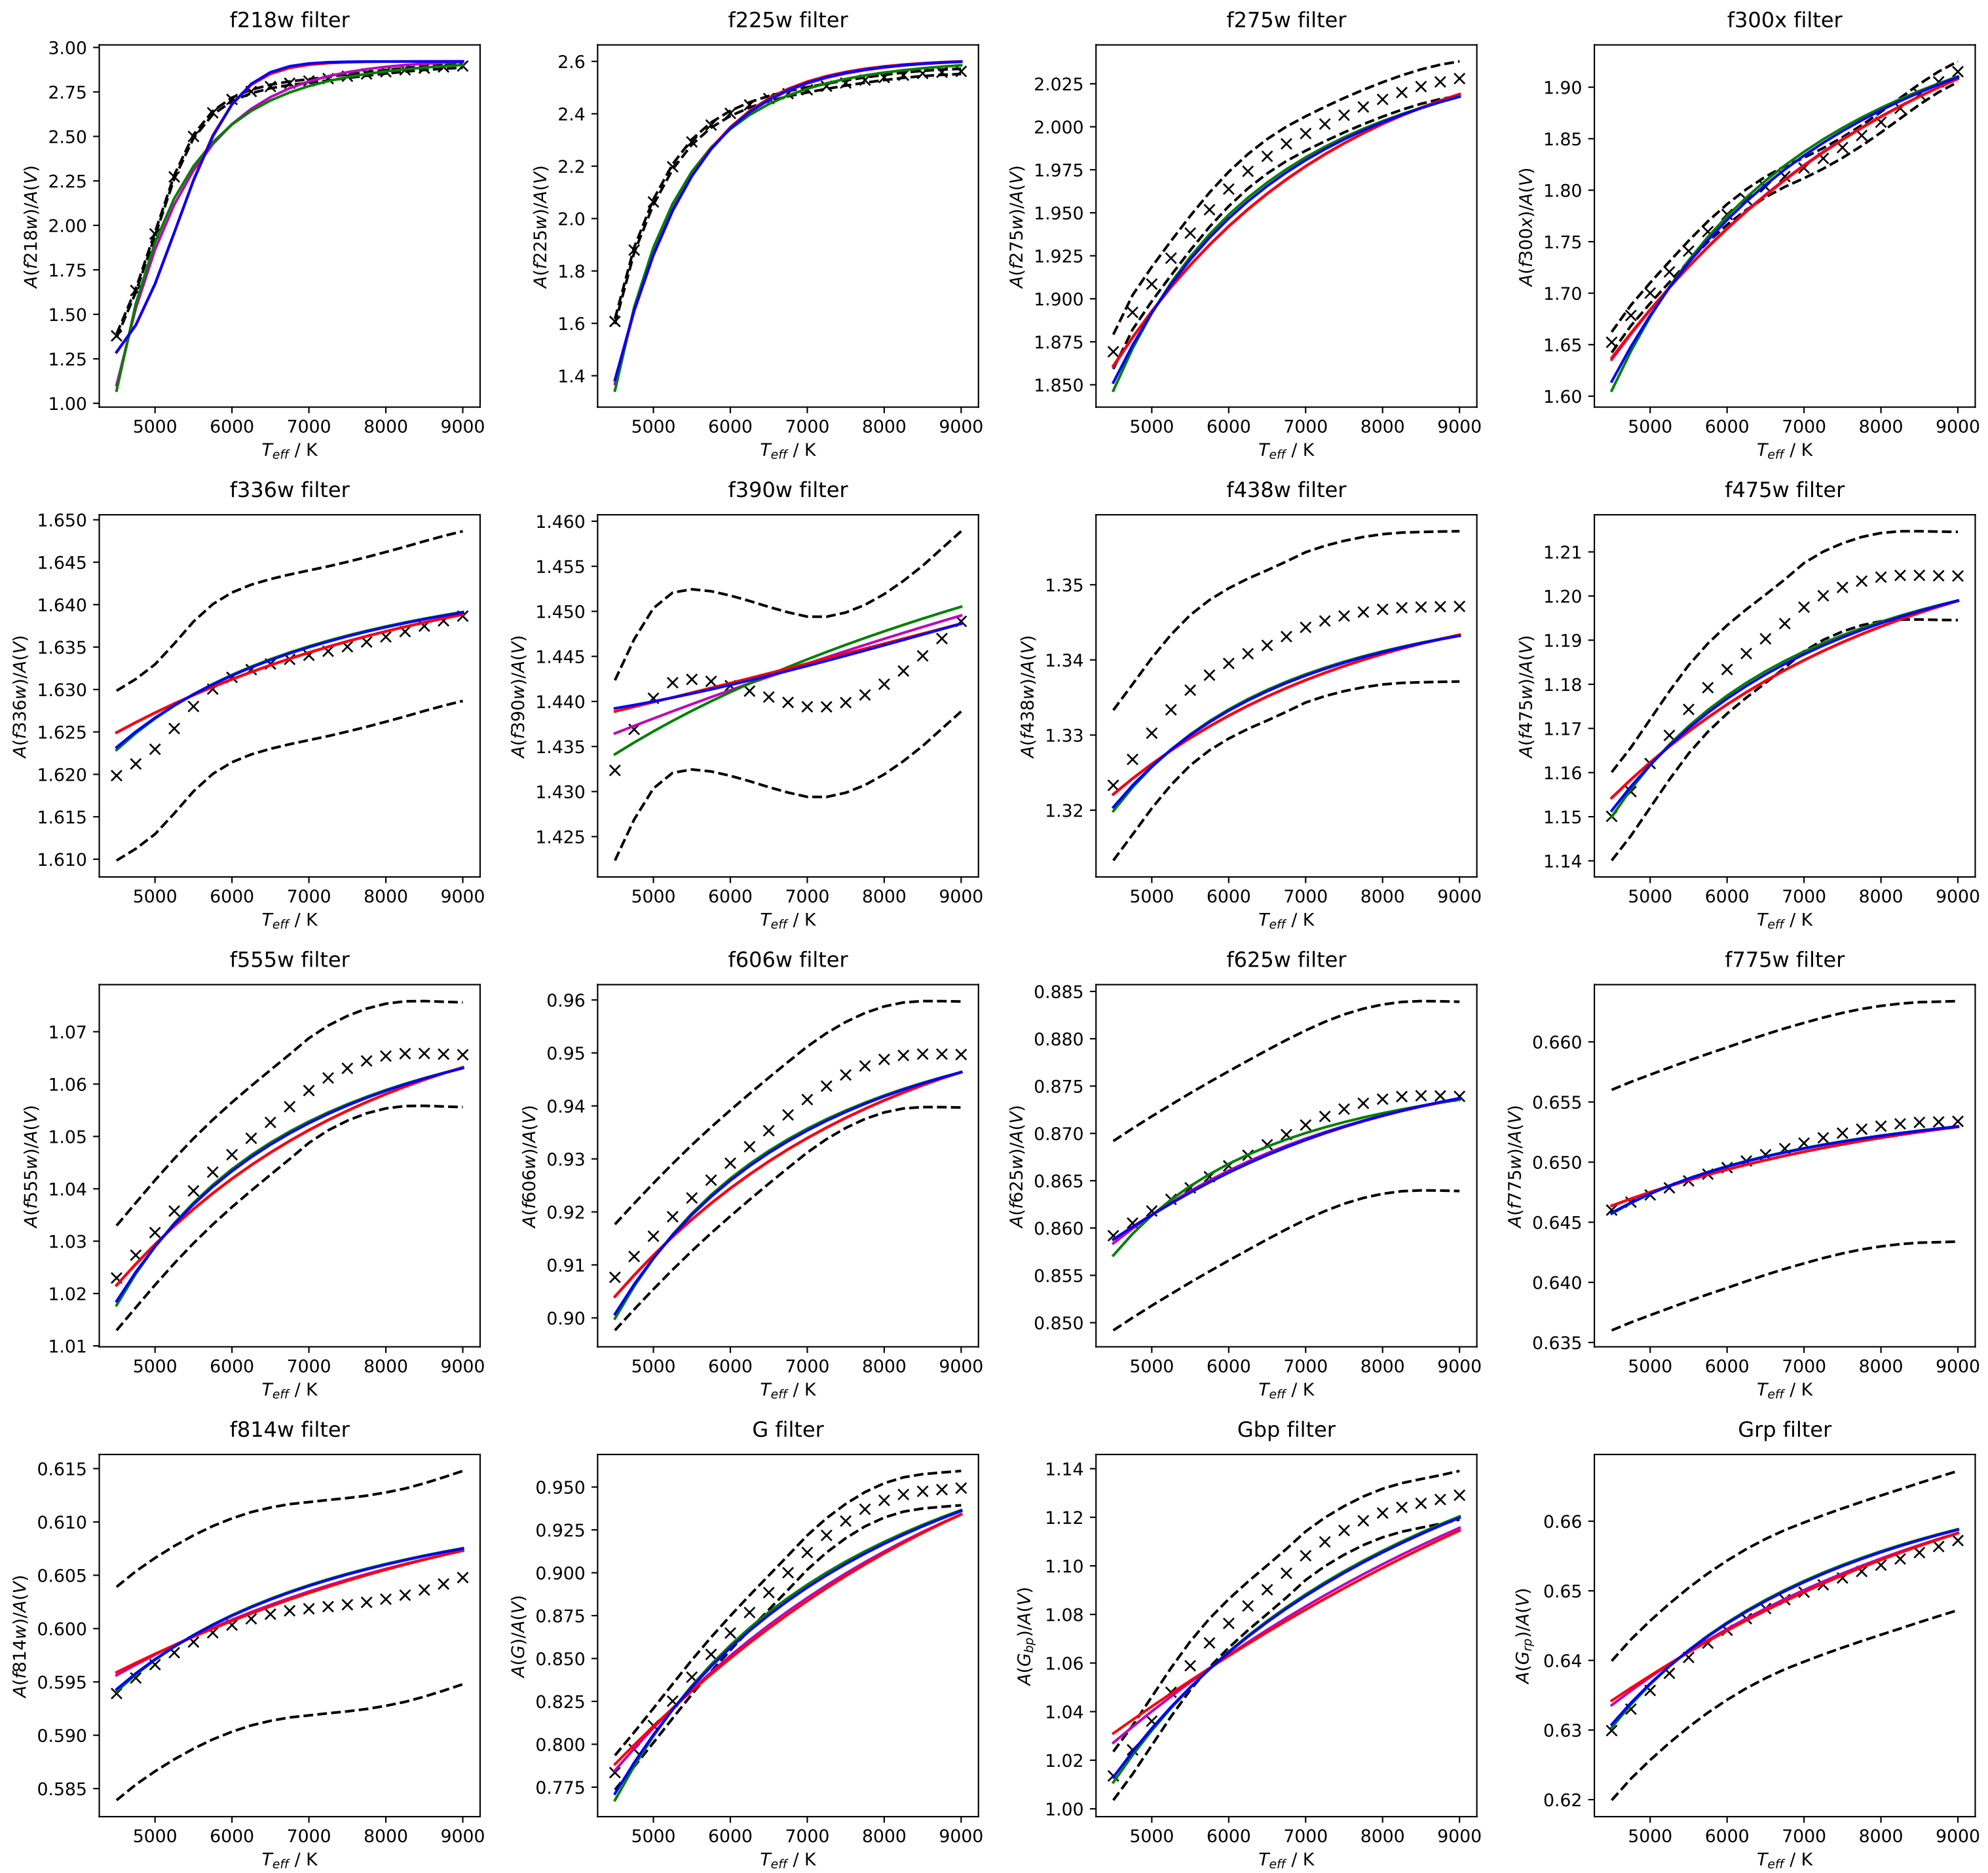 f218w filter
f225w filter
f275w filter
f300x filter
A(f218w)/A(V)
3.00
2.75
2.50
2.25
2.00
1.75
1.50
1.25
1.00
5000 6000 7000 8000 9000
T_eff / K
A(f225w)/A(V)
2.6
2.4
2.2
2.0
1.8
1.6
1.4
5000 6000 7000 8000 9000
T_eff / K
A(f275w)/A(V)
2.025
2.000
1.975
1.950
1.925
1.900
1.875
1.850
5000 6000 7000 8000 9000
T_eff / K
A(f300x)/A(V)
1.90
1.85
1.80
1.75
1.70
1.65
1.60
5000 6000 7000 8000 9000
T_eff / K
f336w filter
f390w filter
f438w filter
f475w filter
A(f336w)/A(V)
1.650
1.645
1.640
1.635
1.630
1.625
1.620
1.615
1.610
5000 6000 7000 8000 9000
T_eff / K
A(f390w)/A(V)
1.460
1.455
1.450
1.445
1.440
1.435
1.430
1.425
5000 6000 7000 8000 9000
T_eff / K
A(f438w)/A(V)
1.35
1.34
1.33
1.32
5000 6000 7000 8000 9000
T_eff / K
A(f475w)/A(V)
1.21
1.20
1.19
1.18
1.17
1.16
1.15
1.14
5000 6000 7000 8000 9000
T_eff / K
f555w filter
f606w filter
f625w filter
f775w filter
A(f555w)/A(V)
1.07
1.06
1.05
1.04
1.03
1.02
1.01
5000 6000 7000 8000 9000
T_eff / K
A(f606w)/A(V)
0.96
0.95
0.94
0.93
0.92
0.91
0.90
5000 6000 7000 8000 9000
T_eff / K
A(f625w)/A(V)
0.885
0.880
0.875
0.870
0.865
0.860
0.855
0.850
5000 6000 7000 8000 9000
T_eff / K
A(f775w)/A(V)
0.660
0.655
0.650
0.645
0.640
0.635
5000 6000 7000 8000 9000
T_eff / K
f814w filter
G filter
Gbp filter
Grp filter
A(f814w)/A(V)
0.615
0.610
0.605
0.600
0.595
0.590
0.585
5000 6000 7000 8000 9000
T_eff / K
A(G)/A(V)
0.950
0.925
0.900
0.875
0.850
0.825
0.800
0.775
5000 6000 7000 8000 9000
T_eff / K
A(G_bp)/A(V)
1.14
1.12
1.10
1.08
1.06
1.04
1.02
1.00
5000 6000 7000 8000 9000
T_eff / K
A(G_rp)/A(V)
0.66
0.65
0.64
0.63
0.62
5000 6000 7000 8000 9000
T_eff / K